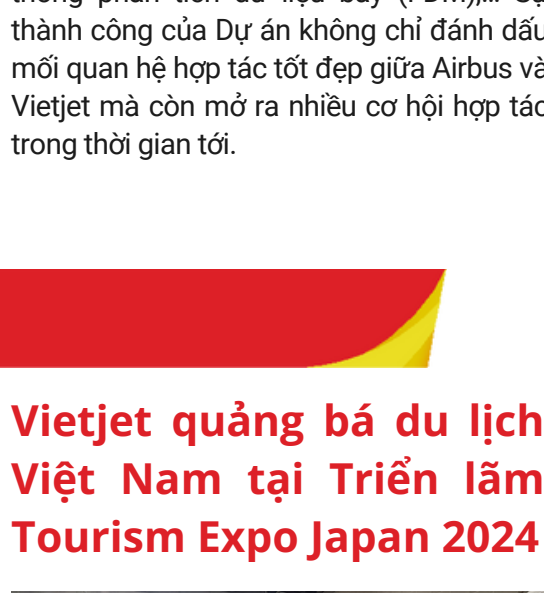 thành công của Dự án không chỉ đánh dấu
mối quan hệ hợp tác tốt đẹp giữa Airbus và
Vietjet mà còn mở ra nhiều cơ hội hợp tác
trong thời gian tới.
Vietjet quảng bá du lịch
Việt Nam tại Triển lãm
Tourism Expo Japan 2024